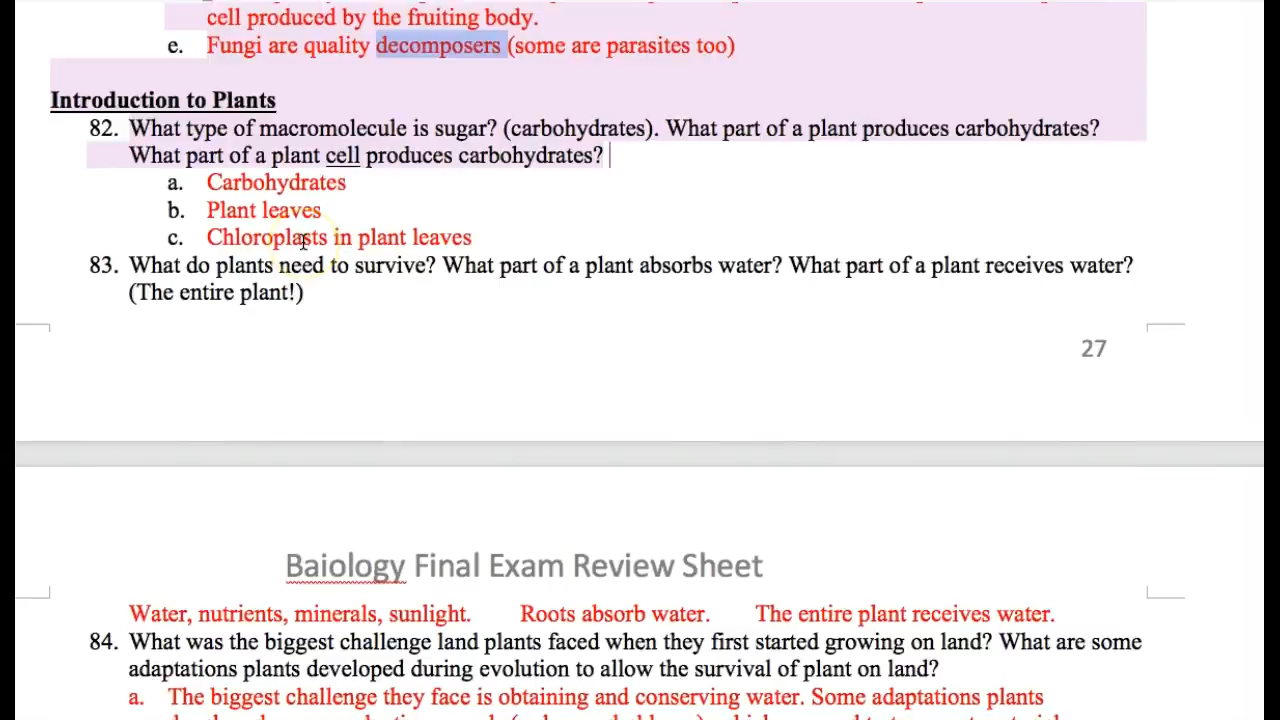 cell produced by the fruiting body.
e. Fungi are quality decomposers (some are parasites too)
Introduction to Plants
82. What type of macromolecule is sugar? (carbohydrates). What part of a plant produces carbohydrates?
What part of a plant cell produces carbohydrates?
a. Carbohydrates
b. Plant leaves
c. Chloroplasts in plant leaves
83. What do plants need to survive? What part of a plant absorbs water? What part of a plant receives water?
(The entire plant!)
27
Baiology Final Exam Review Sheet
Water, nutrients, minerals, sunlight. Roots absorb water. The entire plant receives water.
84. What was the biggest challenge land plants faced when they first started growing on land? What are some
adaptations plants developed during evolution to allow the survival of plant on land?
a. The biggest challenge they face is obtaining and conserving water. Some adaptations plants